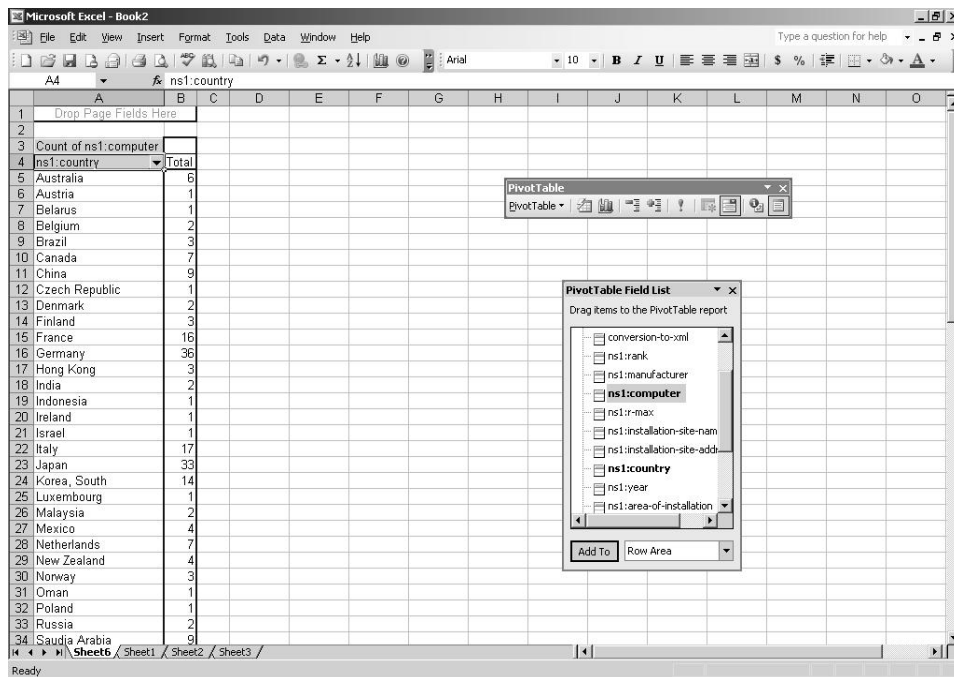 Microsoft Excel - Book2
File Edit View Insert Format Tools Data Window Help
Type a question for help
Arial 10 B I U $ %
A4 fx ns1:country
A B C D E F G H I J K L M N O
1 Drop Page Fields Here
2
3 Count of ns1:computer
4 ns1:country Total
5 Australia 6
6 Austria 1
7 Belarus 1
8 Belgium 2
9 Brazil 3
10 Canada 7
11 China 9
12 Czech Republic 1
13 Denmark 2
14 Finland 3
15 France 16
16 Germany 36
17 Hong Kong 3
18 India 2
19 Indonesia 1
20 Ireland 1
21 Israel 1
22 Italy 17
23 Japan 33
24 Korea, South 14
25 Luxembourg 1
26 Malaysia 2
27 Mexico 4
28 Netherlands 7
29 New Zealand 4
30 Norway 3
31 Oman 1
32 Poland 1
33 Russia 2
34 Saudia Arabia 9
PivotTable
PivotTable
PivotTable Field List
Drag items to the PivotTable report
conversion-to-xml
ns1:rank
ns1:manufacturer
ns1:computer
ns1:r-max
ns1:installation-site-nam
ns1:installation-site-addr
ns1:country
ns1:year
ns1:area-of-installation
Add To Row Area
Sheet6 Sheet1 Sheet2 Sheet3
Ready